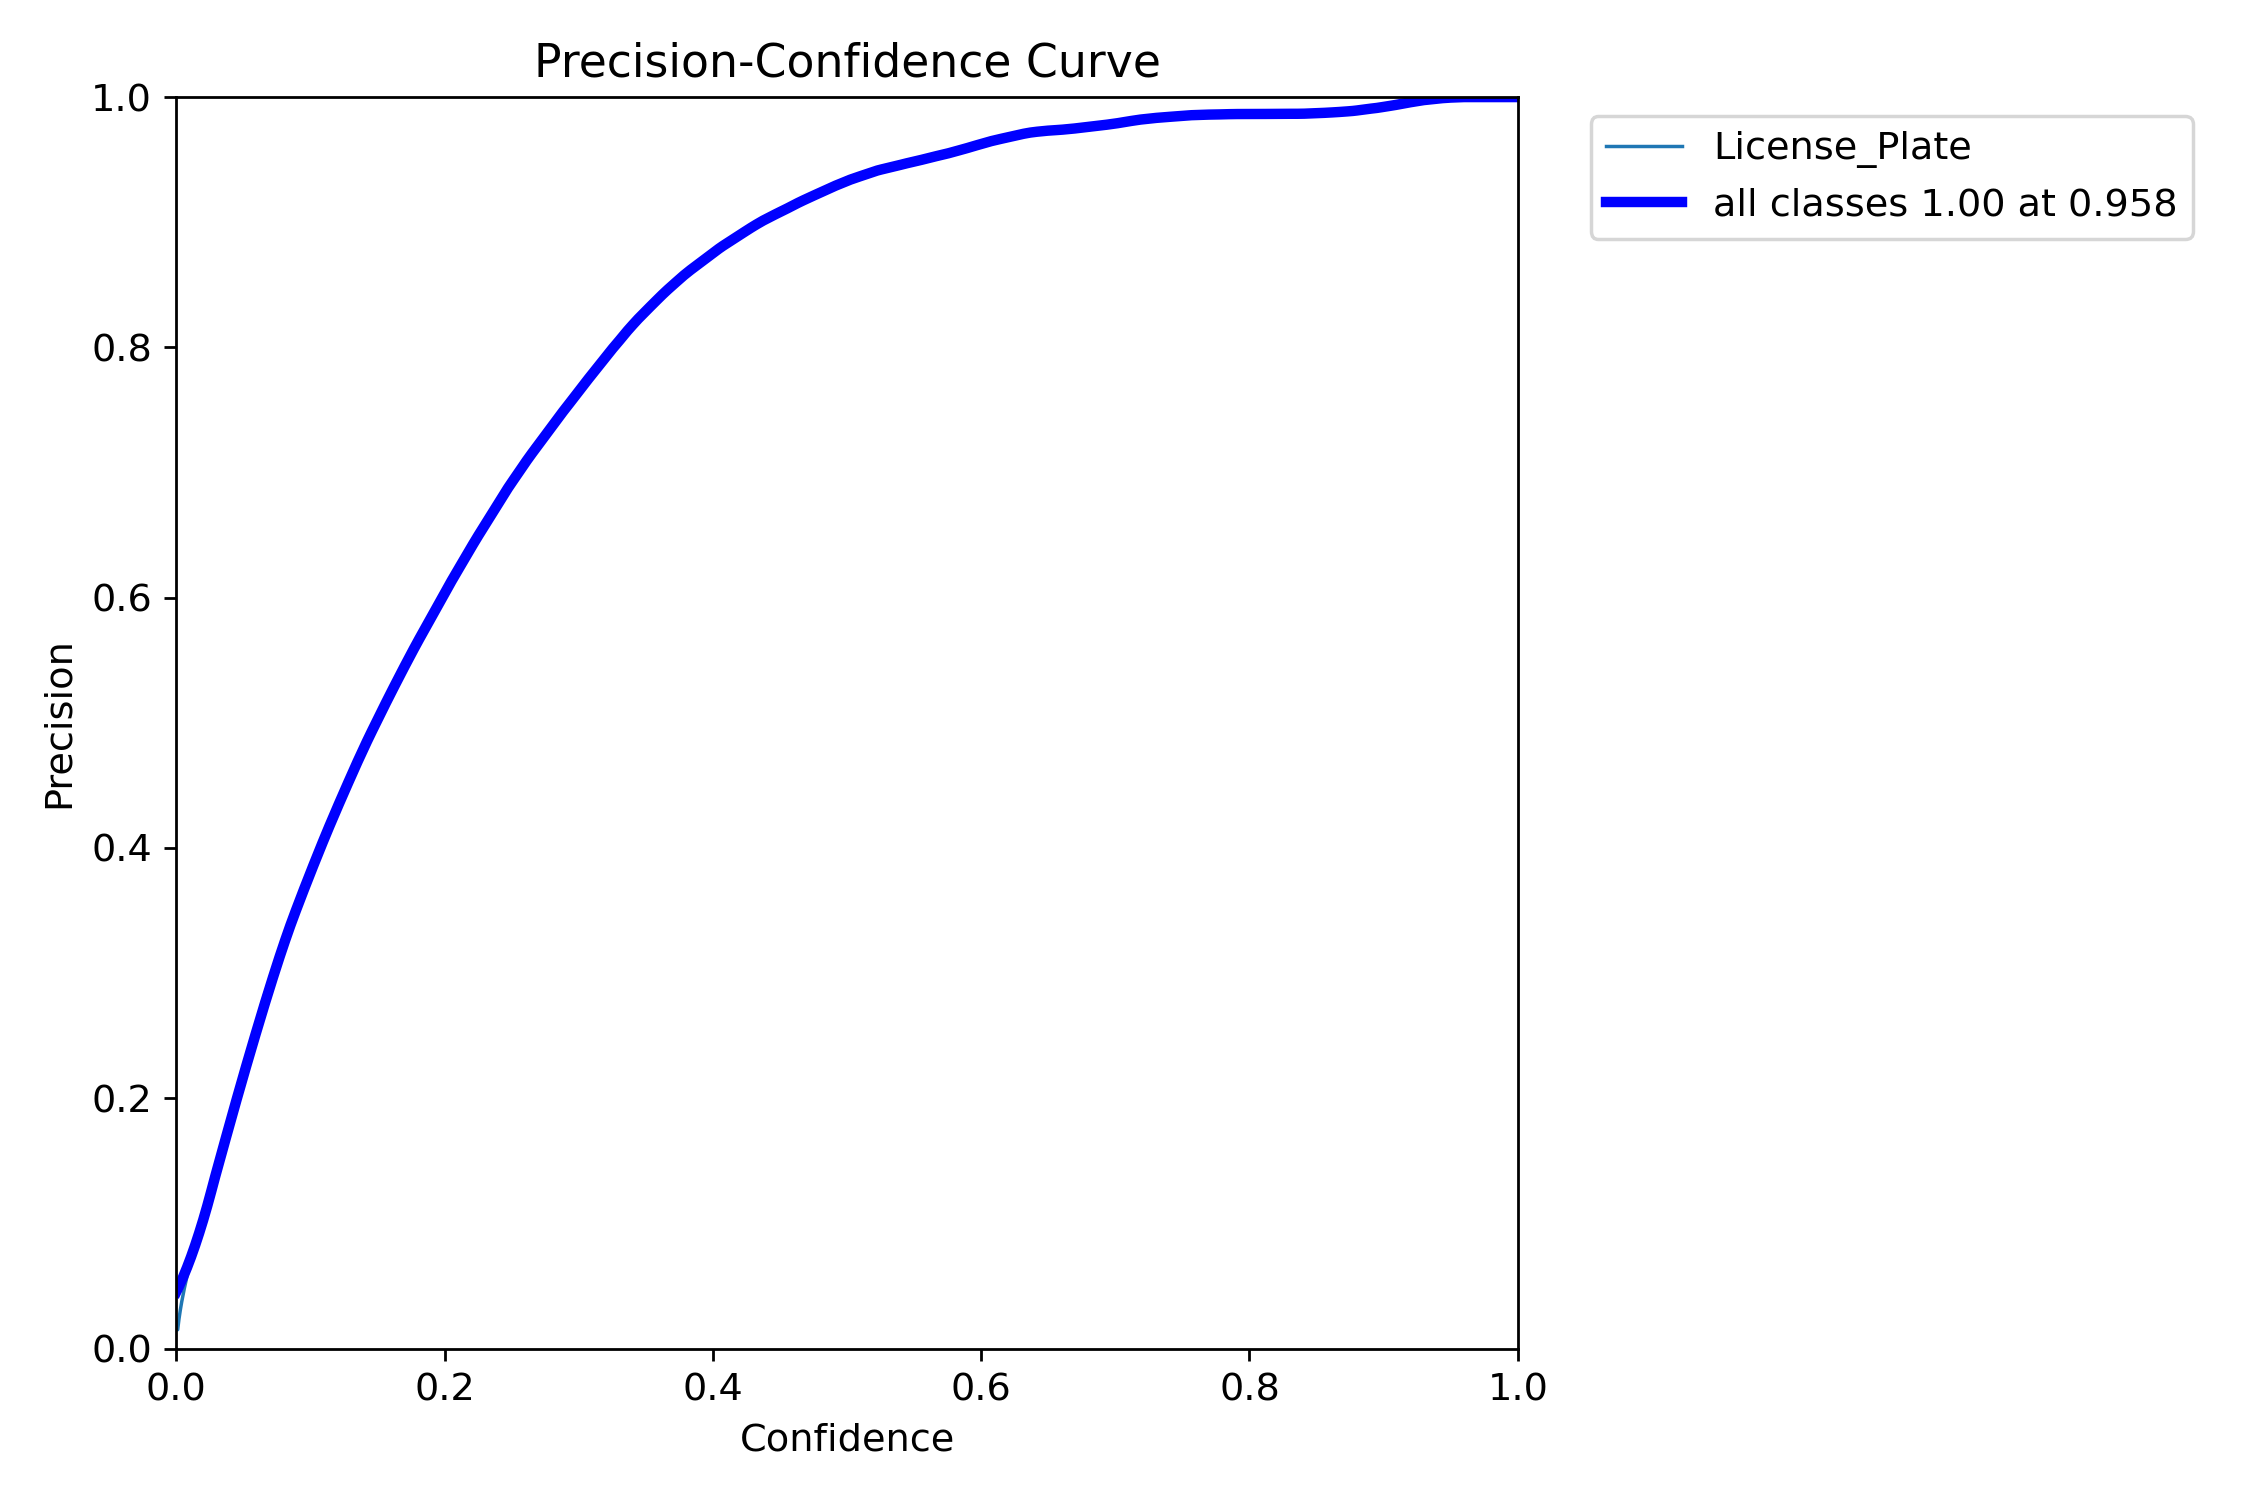 Precision-Confidence Curve
License_Plate
all classes 1.00 at 0.958
Precision
1.0
0.8
0.6
0.4
0.2
0.0
0.0 0.2 0.4 0.6 0.8 1.0
Confidence